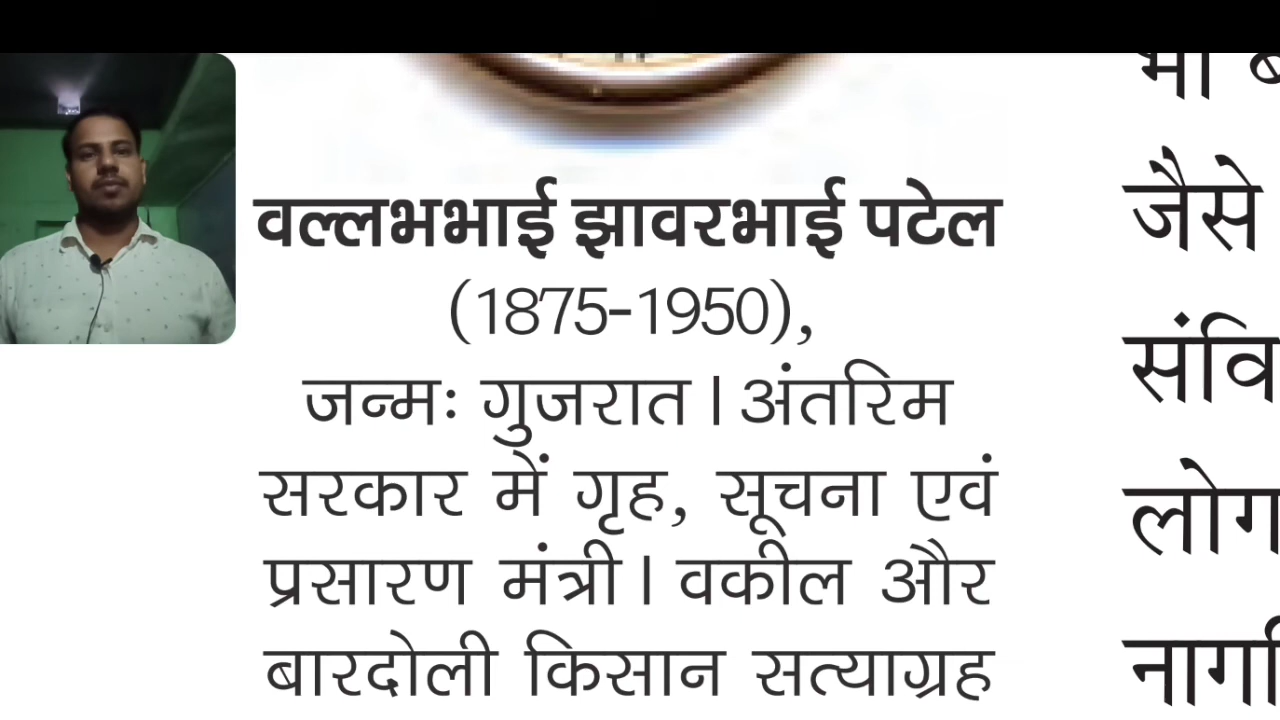 वल्लभभाई झावरभाई पटेल
(1875-1950),
जन्मः गुजरात। अंतरिम
सरकार में गृह, सूचना एवं
प्रसारण मंत्री। वकील और
बारदोली किसान सत्याग्रह
जैसे